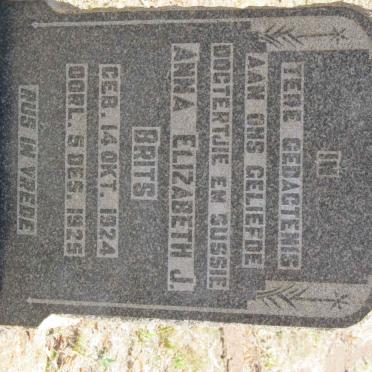 IN
TERE GEDAGTENIS
AAN ONS GELIEFDE
DOGTERTJIE EN SUSSIE
ANNA ELIZABETH J.
BRITS
GEB. 14 OKT. 1924
OORL. 5 DES. 1925
RUS IN VREDE